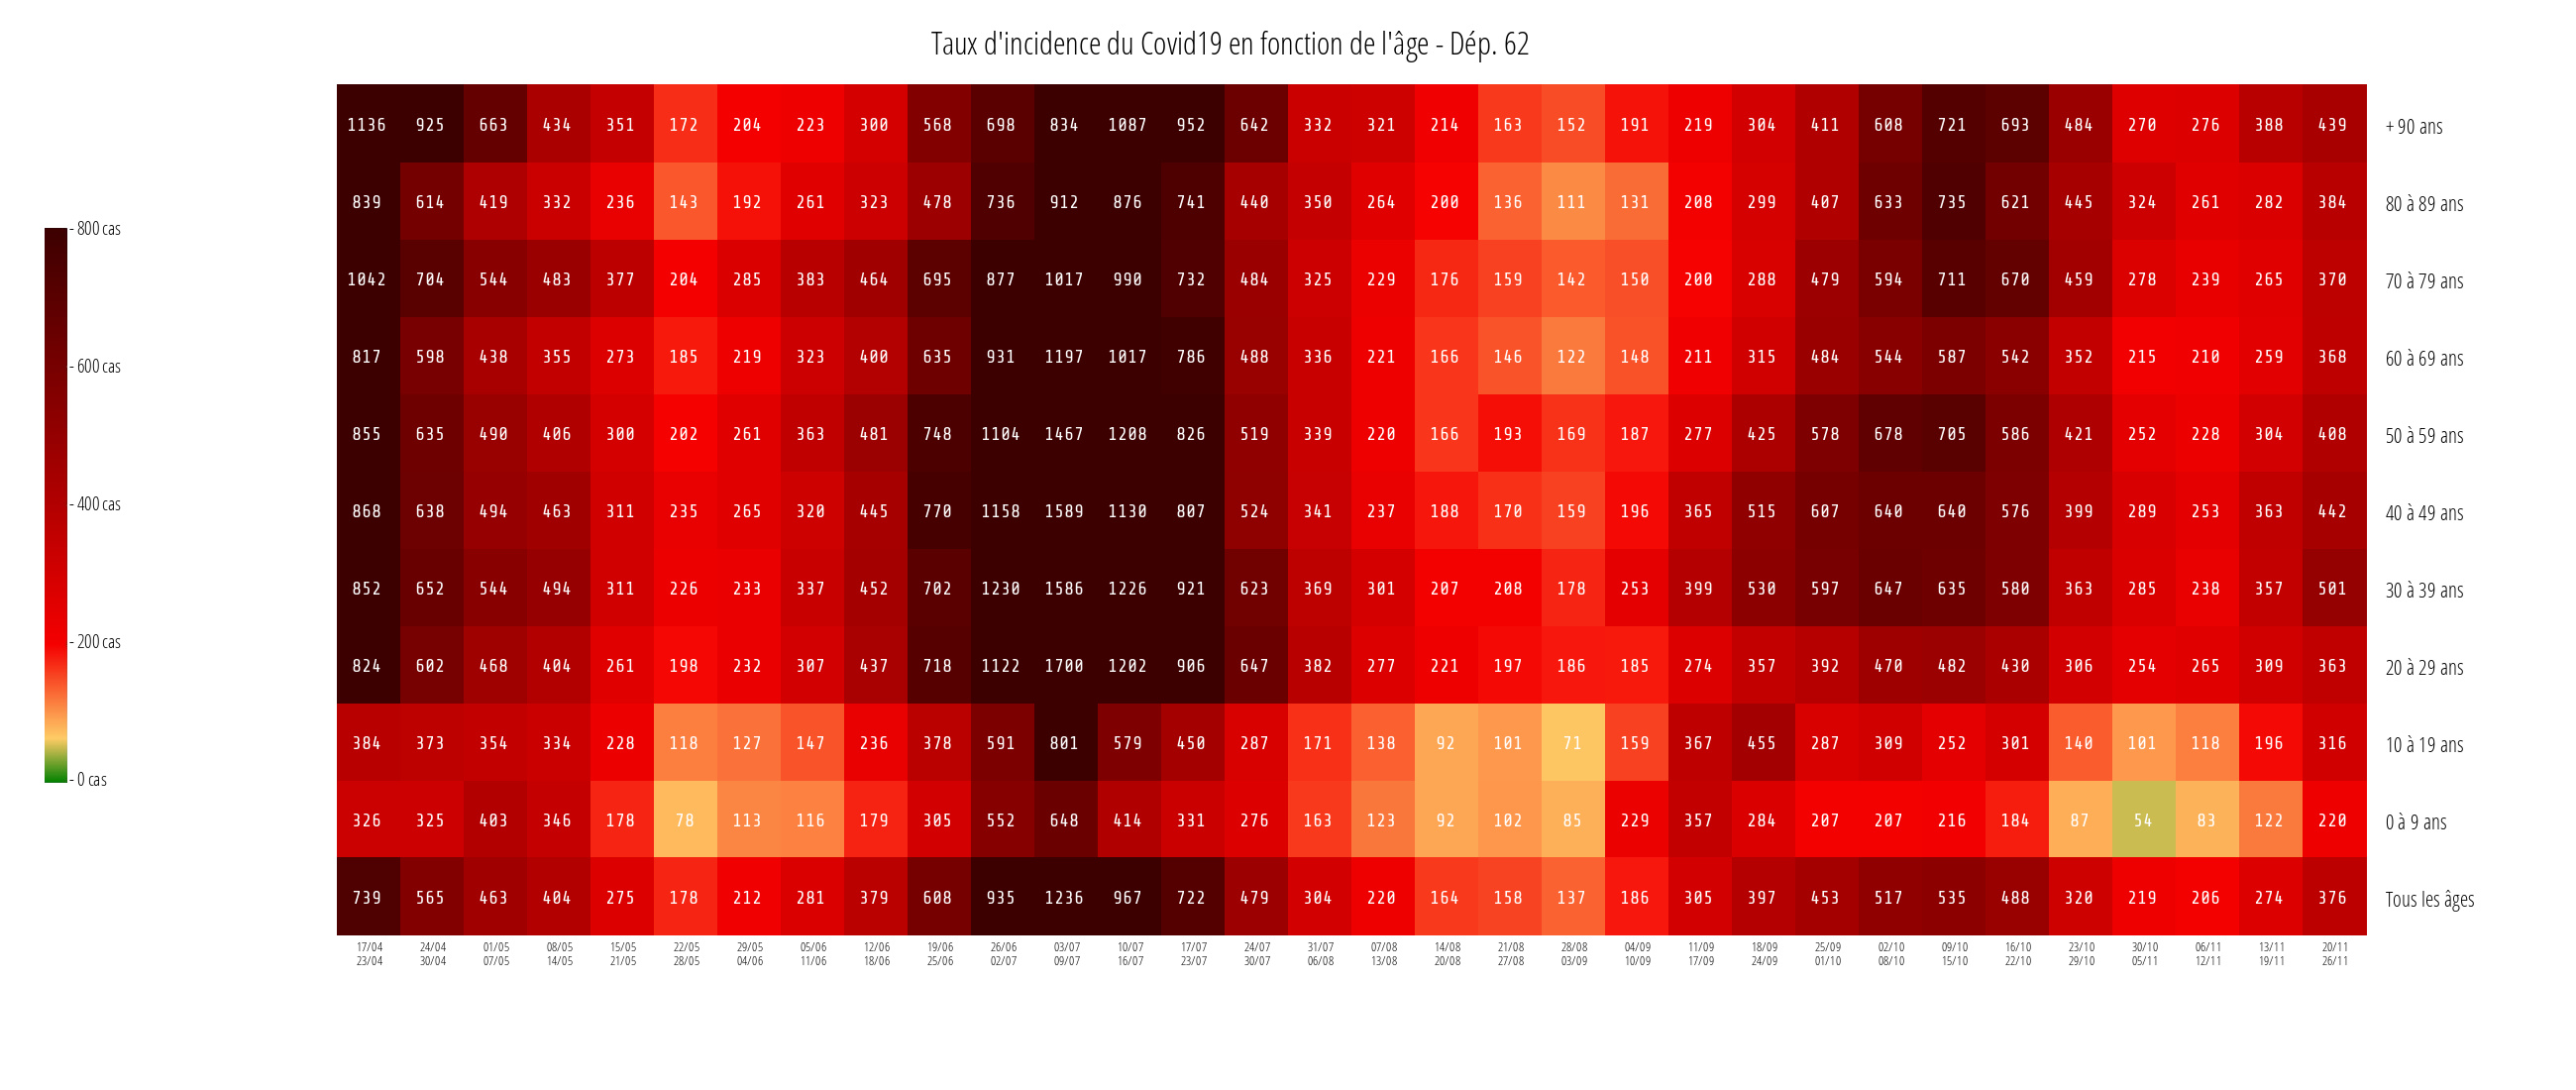 Taux d'incidence du Covid19 en fonction de l'âge - Dép. 62
- 800 cas
- 600 cas
- 400 cas
- 200 cas
- 0 cas
1136 925 663 434 351 172 204 223 300 568 698 834 1087 952 642 332 321 214 163 152 191 219 304 411 608 721 693 484 270 276 388 439 + 90 ans
839 614 419 332 236 143 192 261 323 478 736 912 876 741 440 350 264 200 136 111 131 208 299 407 633 735 621 445 324 261 282 384 80 à 89 ans
1042 704 544 483 377 204 285 383 464 695 877 1017 990 732 484 325 229 176 159 142 150 200 288 479 594 711 670 459 278 239 265 370 70 à 79 ans
817 598 438 355 273 185 219 323 400 635 931 1197 1017 786 488 336 221 166 146 122 148 211 315 484 544 587 542 352 215 210 259 368 60 à 69 ans
855 635 490 406 300 202 261 363 481 748 1104 1467 1208 826 519 339 220 166 193 169 187 277 425 578 678 705 586 421 252 228 304 408 50 à 59 ans
868 638 494 463 311 235 265 320 445 770 1158 1589 1130 807 524 341 237 188 170 159 196 365 515 607 640 640 576 399 289 253 363 442 40 à 49 ans
852 652 544 494 311 226 233 337 452 702 1230 1586 1226 921 623 369 301 207 208 178 253 399 530 597 647 635 580 363 285 238 357 501 30 à 39 ans
824 602 468 404 261 198 232 307 437 718 1122 1700 1202 906 647 382 277 221 197 186 185 274 357 392 470 482 430 306 254 265 309 363 20 à 29 ans
384 373 354 334 228 118 127 147 236 378 591 801 579 450 287 171 138 92 101 71 159 367 455 287 309 252 301 140 101 118 196 316 10 à 19 ans
326 325 403 346 178 78 113 116 179 305 552 648 414 331 276 163 123 92 102 85 229 357 284 207 207 216 184 87 54 83 122 220 0 à 9 ans
739 565 463 404 275 178 212 281 379 608 935 1236 967 722 479 304 220 164 158 137 186 305 397 453 517 535 488 320 219 206 274 376 Tous les âges
17/04 24/04 01/05 08/05 15/05 22/05 29/05 05/06 12/06 19/06 26/06 03/07 10/07 17/07 24/07 31/07 07/08 14/08 21/08 28/08 04/09 11/09 18/09 25/09 02/10 09/10 16/10 23/10 30/10 06/11 13/11 20/11
23/04 30/04 07/05 14/05 21/05 28/05 04/06 11/06 18/06 25/06 02/07 09/07 16/07 23/07 30/07 06/08 13/08 20/08 27/08 03/09 10/09 17/09 24/09 01/10 08/10 15/10 22/10 29/10 05/11 12/11 19/11 26/11